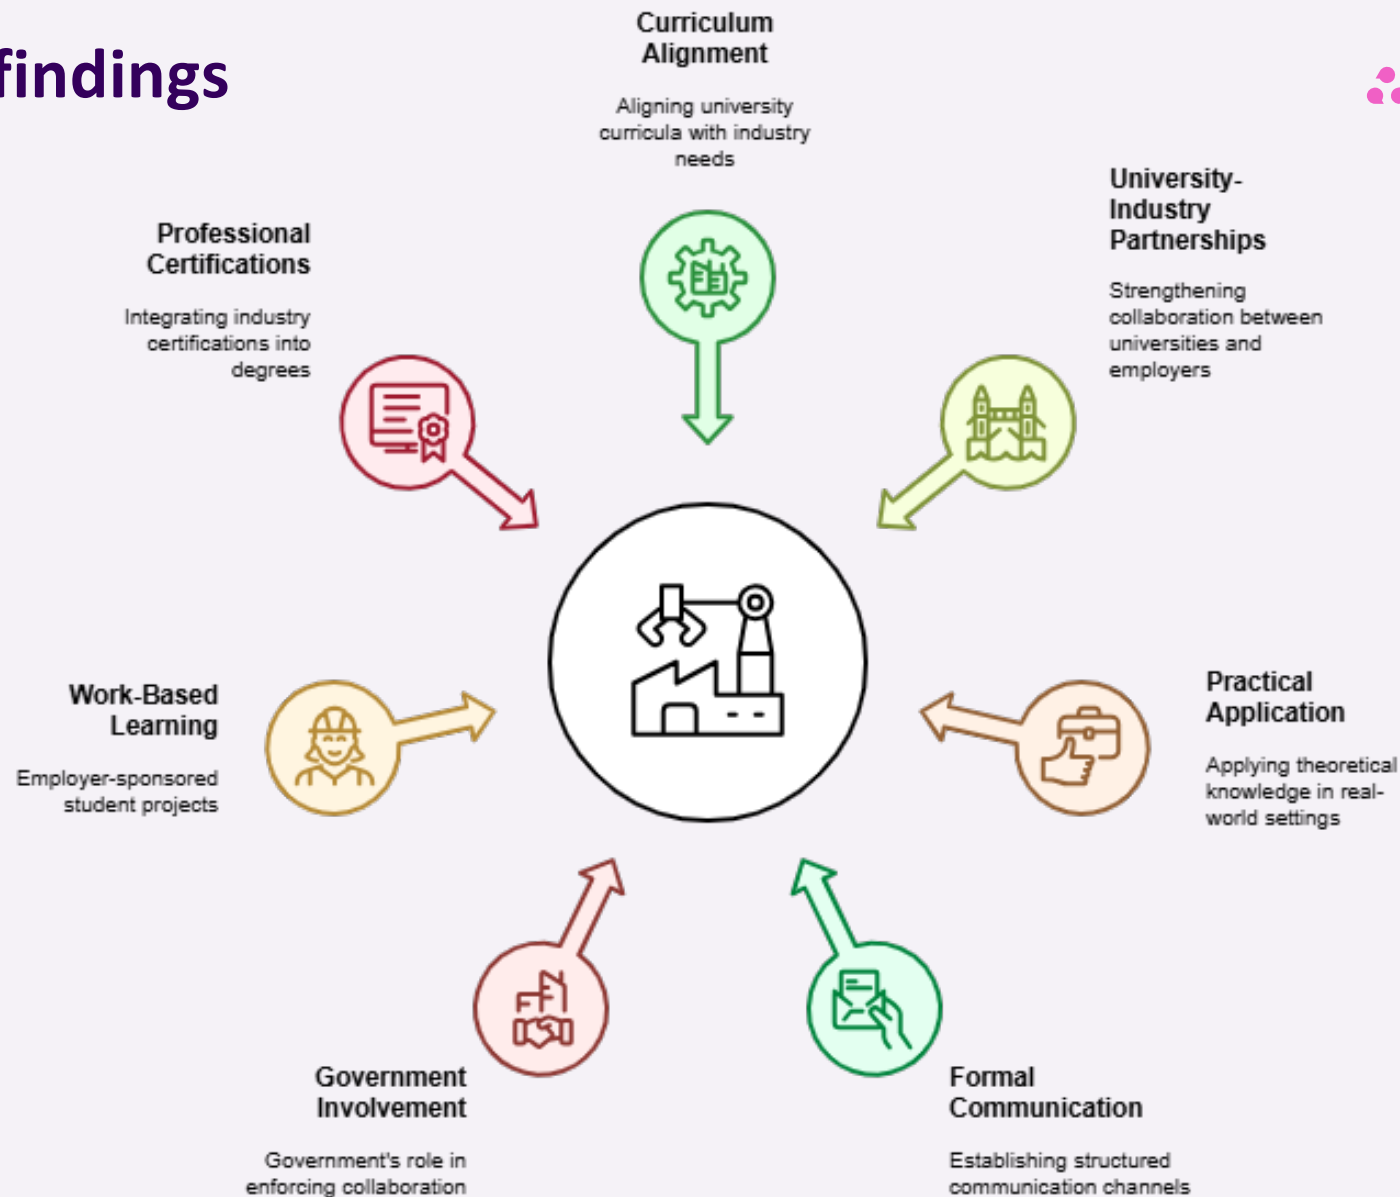 findings
Curriculum
Alignment
Aligning university
curricula with industry
needs
University-
Industry
Partnerships
Strengthening
collaboration between
universities and
employers
Professional
Certifications
Integrating industry
certifications into
degrees
Practical
Application
Applying theoretical
knowledge in real-
world settings
Work-Based
Learning
Employer-sponsored
student projects
Government
Involvement
Government's role in
enforcing collaboration
Formal
Communication
Establishing structured
communication channels